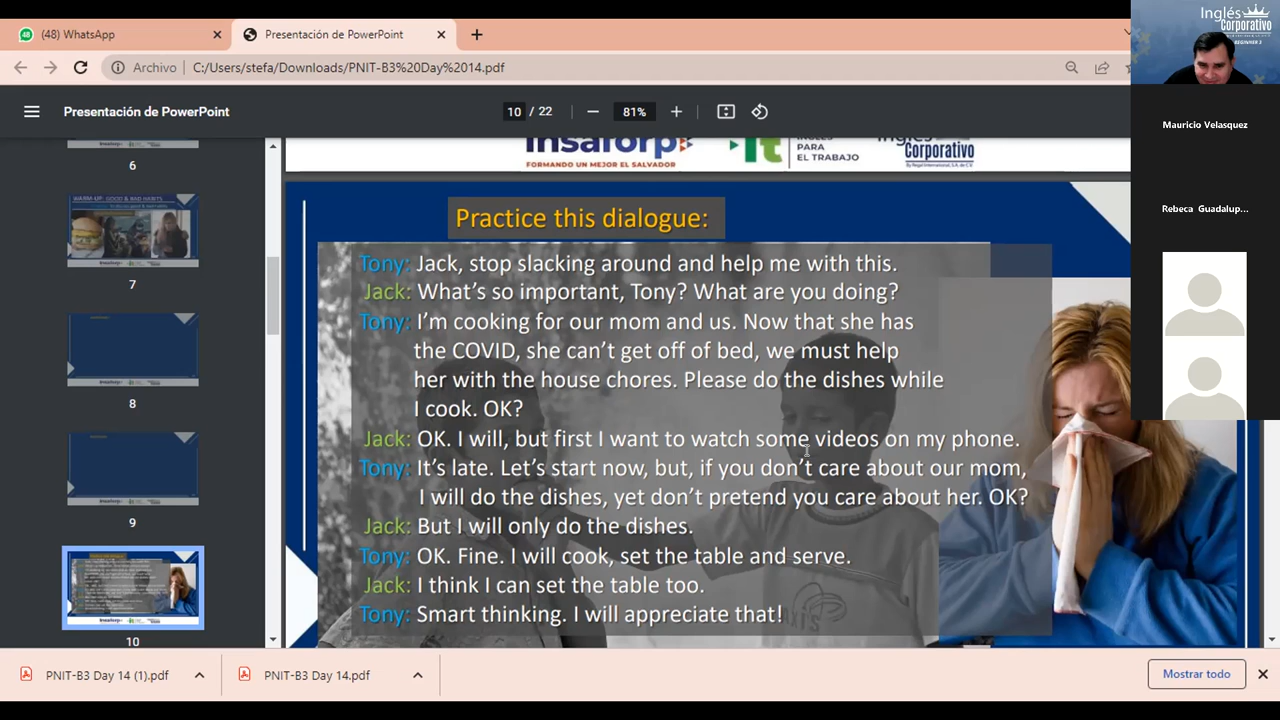 (48) WhatsApp
Presentación de PowerPoint
Archivo
C:/Users/stefa/Downloads/PNIT-B3%20Day%2014.pdf
Presentación de PowerPoint
10 / 22
81%
6
7
8
9
10
insaforp
FORMANDO UN MEJOR EL SALVADOR
it
INGLÉS
PARA
EL TRABAJO
Inglés
Corporativo
Practice this dialogue:
Tony: Jack, stop slacking around and help me with this.
Jack: What's so important, Tony? What are you doing?
Tony: I'm cooking for our mom and us. Now that she has
the COVID, she can't get off of bed, we must help
her with the house chores. Please do the dishes while
I cook. OK?
Jack: OK. I will, but first I want to watch some videos on my phone.
Tony: It's late. Let's start now, but, if you don't care about our mom,
I will do the dishes, yet don't pretend you care about her. OK?
Jack: But I will only do the dishes.
Tony: OK. Fine. I will cook, set the table and serve.
Jack: I think I can set the table too.
Tony: Smart thinking. I will appreciate that!
Inglés
Corporativo
Mauricio Velasquez
Rebeca Guadalup...
PNIT-B3 Day 14 (1).pdf
PNIT-B3 Day 14.pdf
Mostrar todo